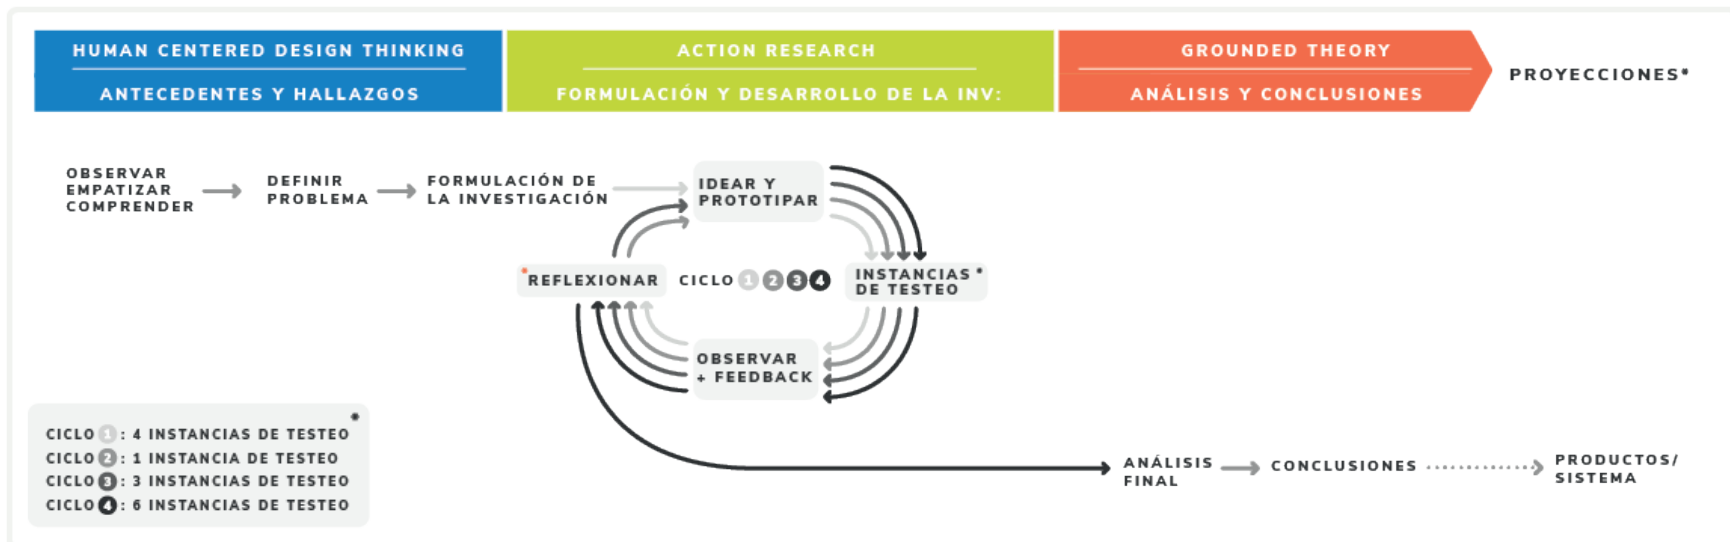 HUMAN CENTERED DESIGN THINKING
ANTECEDENTES Y HALLAZGOS
ACTION RESEARCH
FORMULACIÓN Y DESARROLLO DE LA INV:
GROUNDED THEORY
ANÁLISIS Y CONCLUSIONES
PROYECCIONES*
OBSERVAR
EMPATIZAR
COMPRENDER
DEFINIR
PROBLEMA
FORMULACIÓN DE
LA INVESTIGACIÓN
IDEAR Y
PROTOTIPAR
*REFLEXIONAR
CICLO 1 2 3 4
INSTANCIAS*
DE TESTEO
OBSERVAR
+ FEEDBACK
*
CICLO 1: 4 INSTANCIAS DE TESTEO
CICLO 2: 1 INSTANCIA DE TESTEO
CICLO 3: 3 INSTANCIAS DE TESTEO
CICLO 4: 6 INSTANCIAS DE TESTEO
ANÁLISIS
FINAL
CONCLUSIONES
PRODUCTOS/
SISTEMA